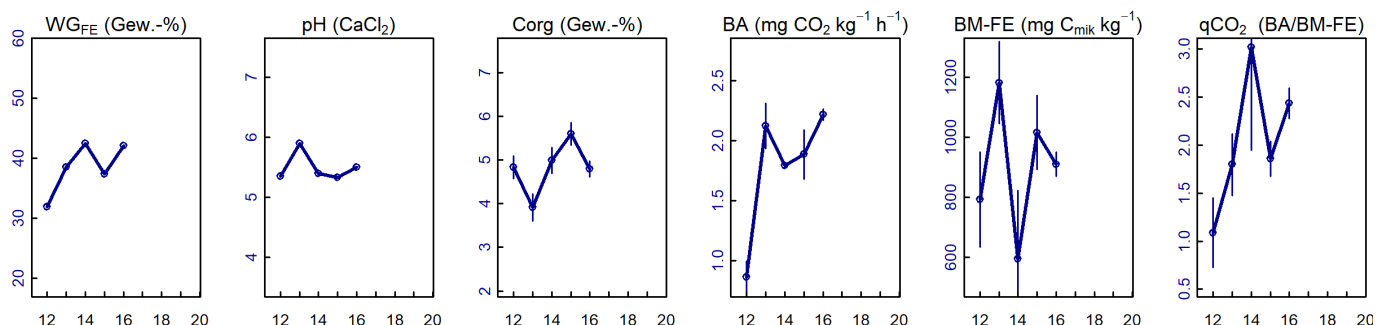 WG_FE (Gew.-%)
60
50
40
30
20
12 14 16 18 20
pH (CaCl₂)
7
6
5
4
12 14 16 18 20
Corg (Gew.-%)
7
6
5
4
3
2
12 14 16 18 20
BA (mg CO₂ kg⁻¹ h⁻¹)
2.5
2.0
1.5
1.0
12 14 16 18 20
BM-FE (mg C_mik kg⁻¹)
1200
1000
800
600
12 14 16 18 20
qCO₂ (BA/BM-FE)
3.0
2.5
2.0
1.5
1.0
0.5
12 14 16 18 20